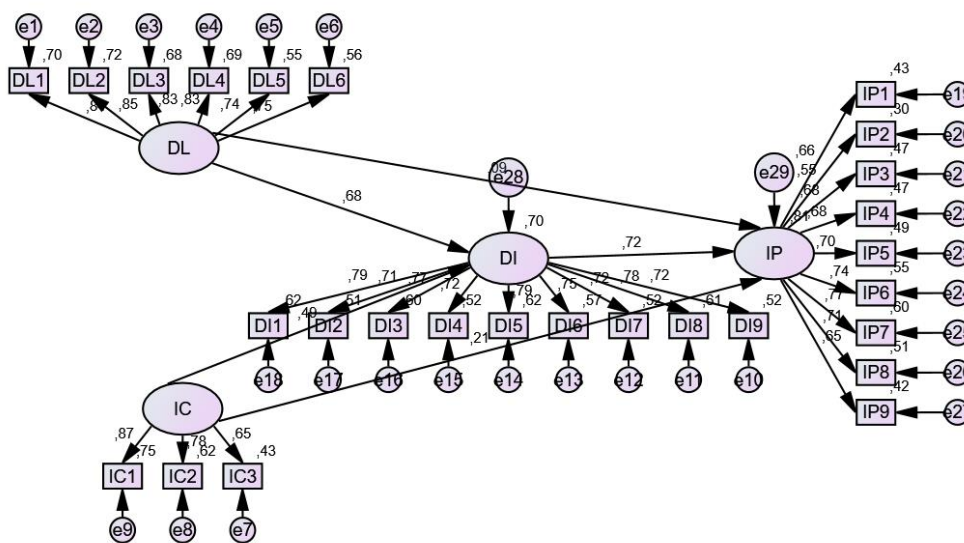 e1 e2 e3 e4 e5 e6
,70 ,72 ,68 ,69 ,55 ,56
DL1 DL2 DL3 DL4 DL5 DL6
,85 ,83 ,83 ,74 ,75
DL
,43
IP1
,30
IP2
,47
IP3
,47
IP4
,49
IP5
,55
IP6
,60
IP7
,51
IP8
,42
IP9
,66
,55
,68
,68
,81
,70
,74
,77
,71
,65
,09
e28
e29
,68
,70
DI
,72
IP
,79 ,71 ,77 ,72 ,79 ,75 ,72 ,78 ,72
,62 ,51 ,60 ,52 ,62 ,57 ,52 ,61 ,52
,49
DI1 DI2 DI3 DI4 DI5 DI6 DI7 DI8 DI9
,21
e18 e17 e16 e15 e14 e13 e12 e11 e10
IC
,87 ,78 ,65
,75 ,62 ,43
IC1 IC2 IC3
e9 e8 e7